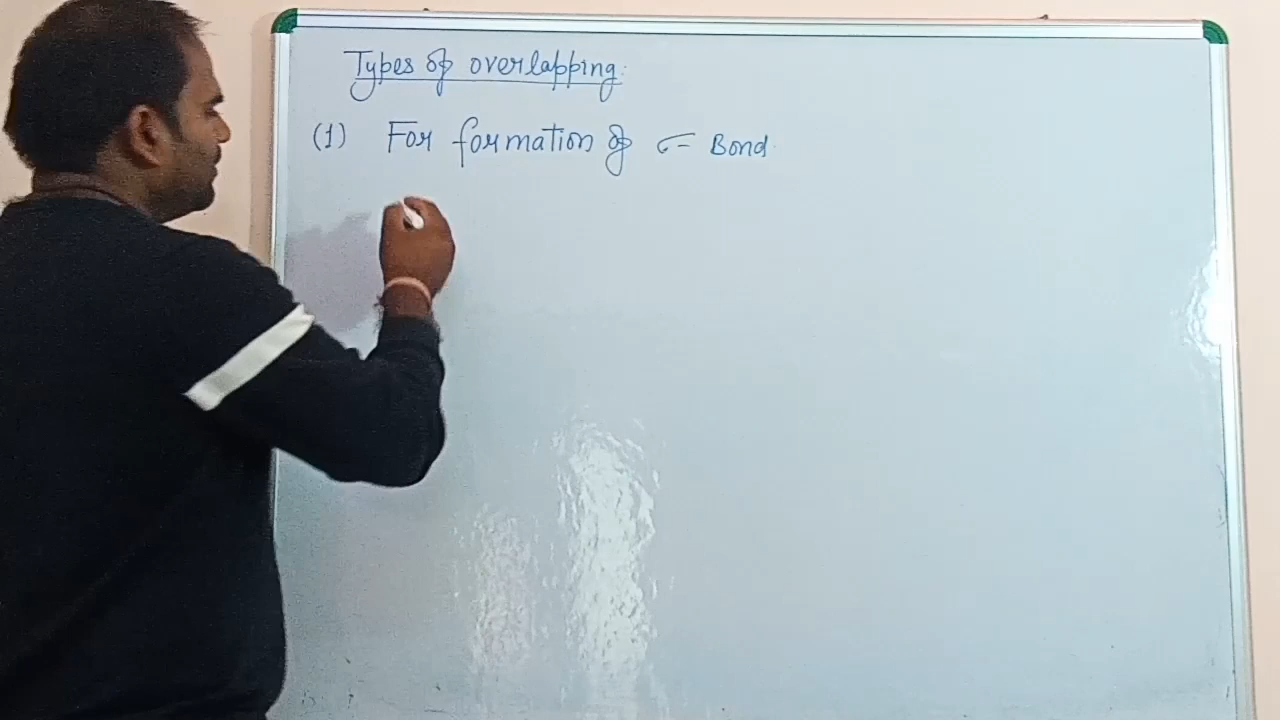 Types of overlapping:
(1) For formation of σ- Bond